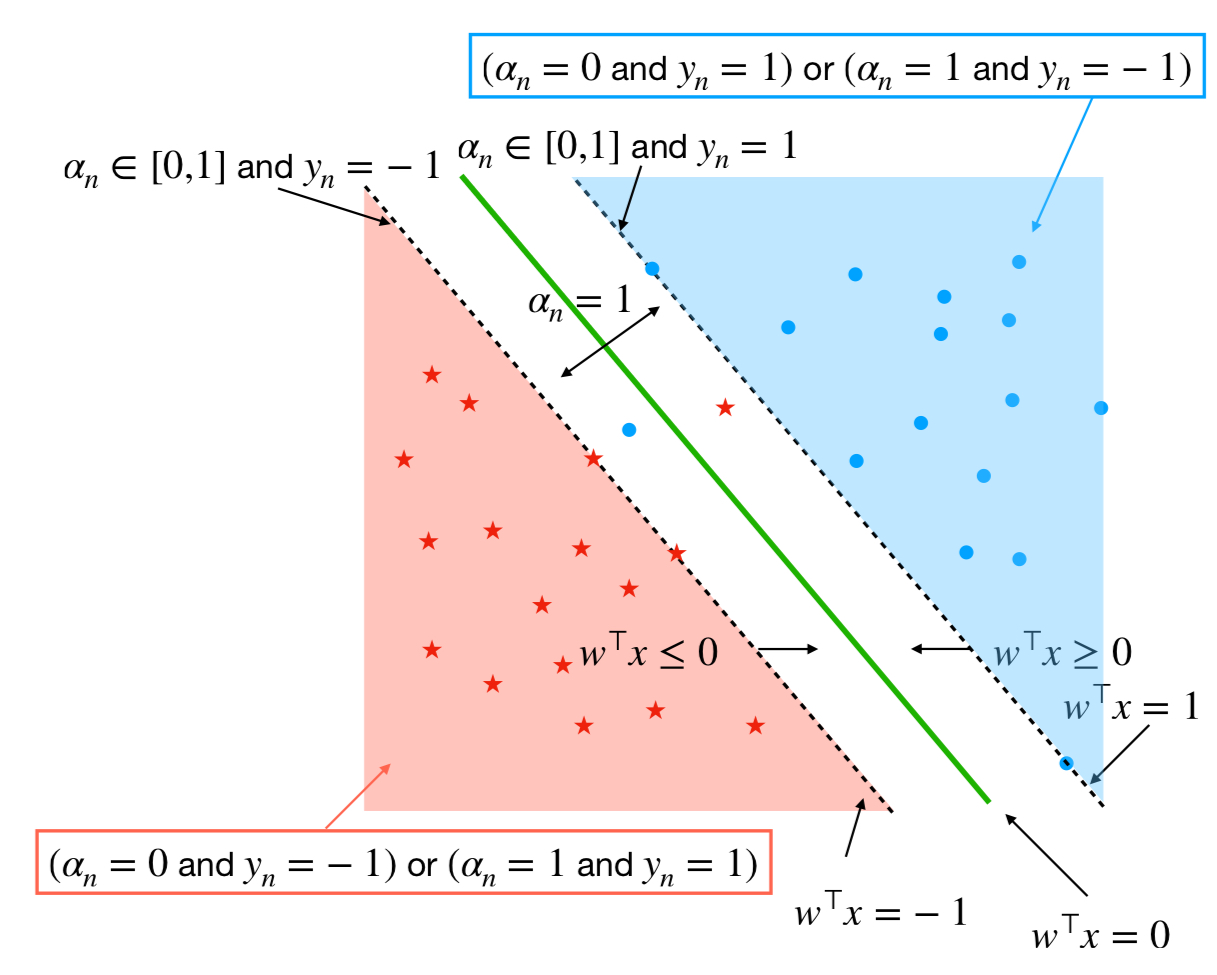 (αₙ = 0 and yₙ = 1) or (αₙ = 1 and yₙ = − 1)
αₙ ∈ [0,1] and yₙ = − 1
αₙ ∈ [0,1] and yₙ = 1
αₙ = 1
w⊤x ≤ 0
w⊤x ≥ 0
w⊤x = 1
(αₙ = 0 and yₙ = − 1) or (αₙ = 1 and yₙ = 1)
w⊤x = − 1
w⊤x = 0